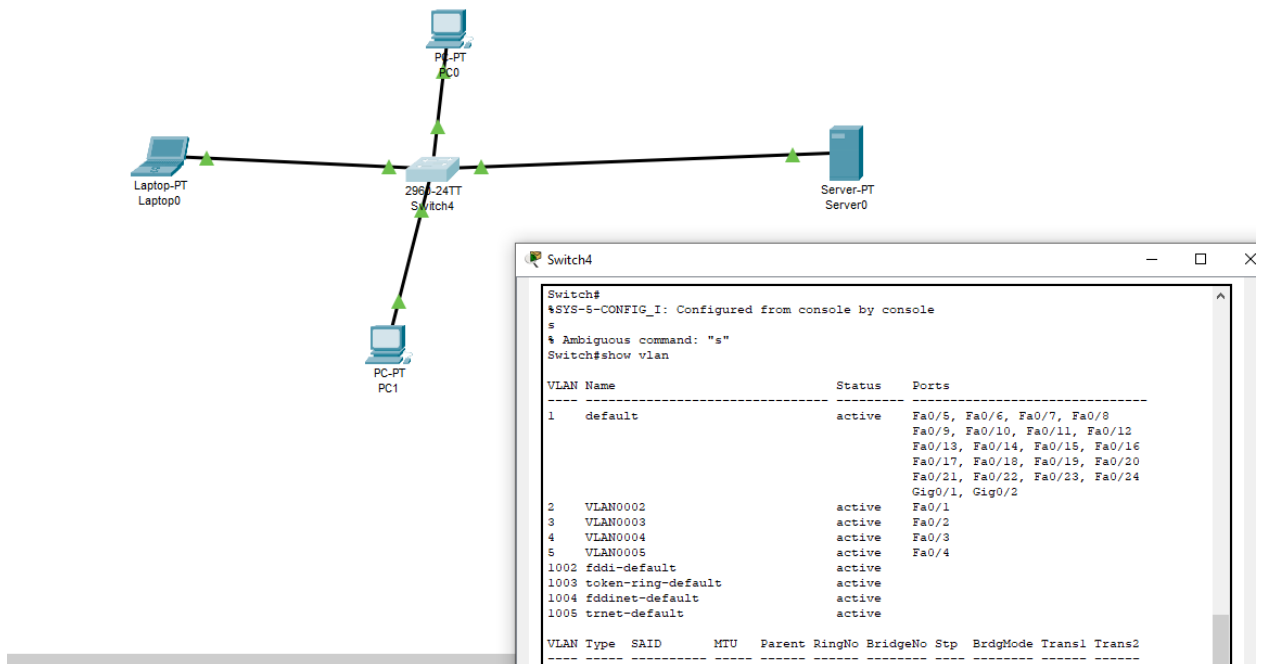 PC-PT
PC0
Laptop-PT
Laptop0
2960-24TT
Switch4
Server-PT
Server0
PC-PT
PC1
Switch4
Switch#
%SYS-5-CONFIG_I: Configured from console by console
s
% Ambiguous command: "s"
Switch#show vlan
VLAN Name Status Ports
---- -------------------------------- --------- -------------------------------
1 default active Fa0/5, Fa0/6, Fa0/7, Fa0/8
Fa0/9, Fa0/10, Fa0/11, Fa0/12
Fa0/13, Fa0/14, Fa0/15, Fa0/16
Fa0/17, Fa0/18, Fa0/19, Fa0/20
Fa0/21, Fa0/22, Fa0/23, Fa0/24
Gig0/1, Gig0/2
2 VLAN0002 active Fa0/1
3 VLAN0003 active Fa0/2
4 VLAN0004 active Fa0/3
5 VLAN0005 active Fa0/4
1002 fddi-default active
1003 token-ring-default active
1004 fddinet-default active
1005 trnet-default active
VLAN Type SAID MTU Parent RingNo BridgeNo Stp BrdgMode Trans1 Trans2
---- ----- ---------- ----- ------ ------ -------- ---- -------- ------ ------